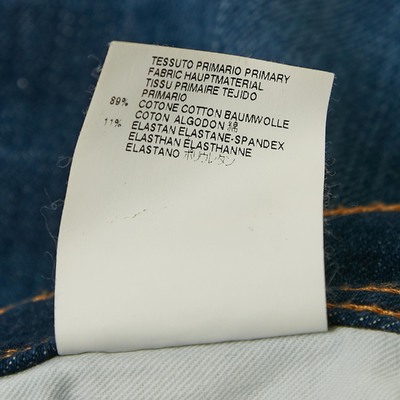 TESSUTO PRIMARIO PRIMARY
FABRIC HAUPTMATERIAL
TISSU PRIMAIRE TEJIDO
PRIMARIO
89% COTONE COTTON BAUMWOLLE
COTON ALGODON 綿
11% ELASTAN ELASTANE-SPANDEX
ELASTHAN ELASTHANNE
ELASTANO ポリウレタン